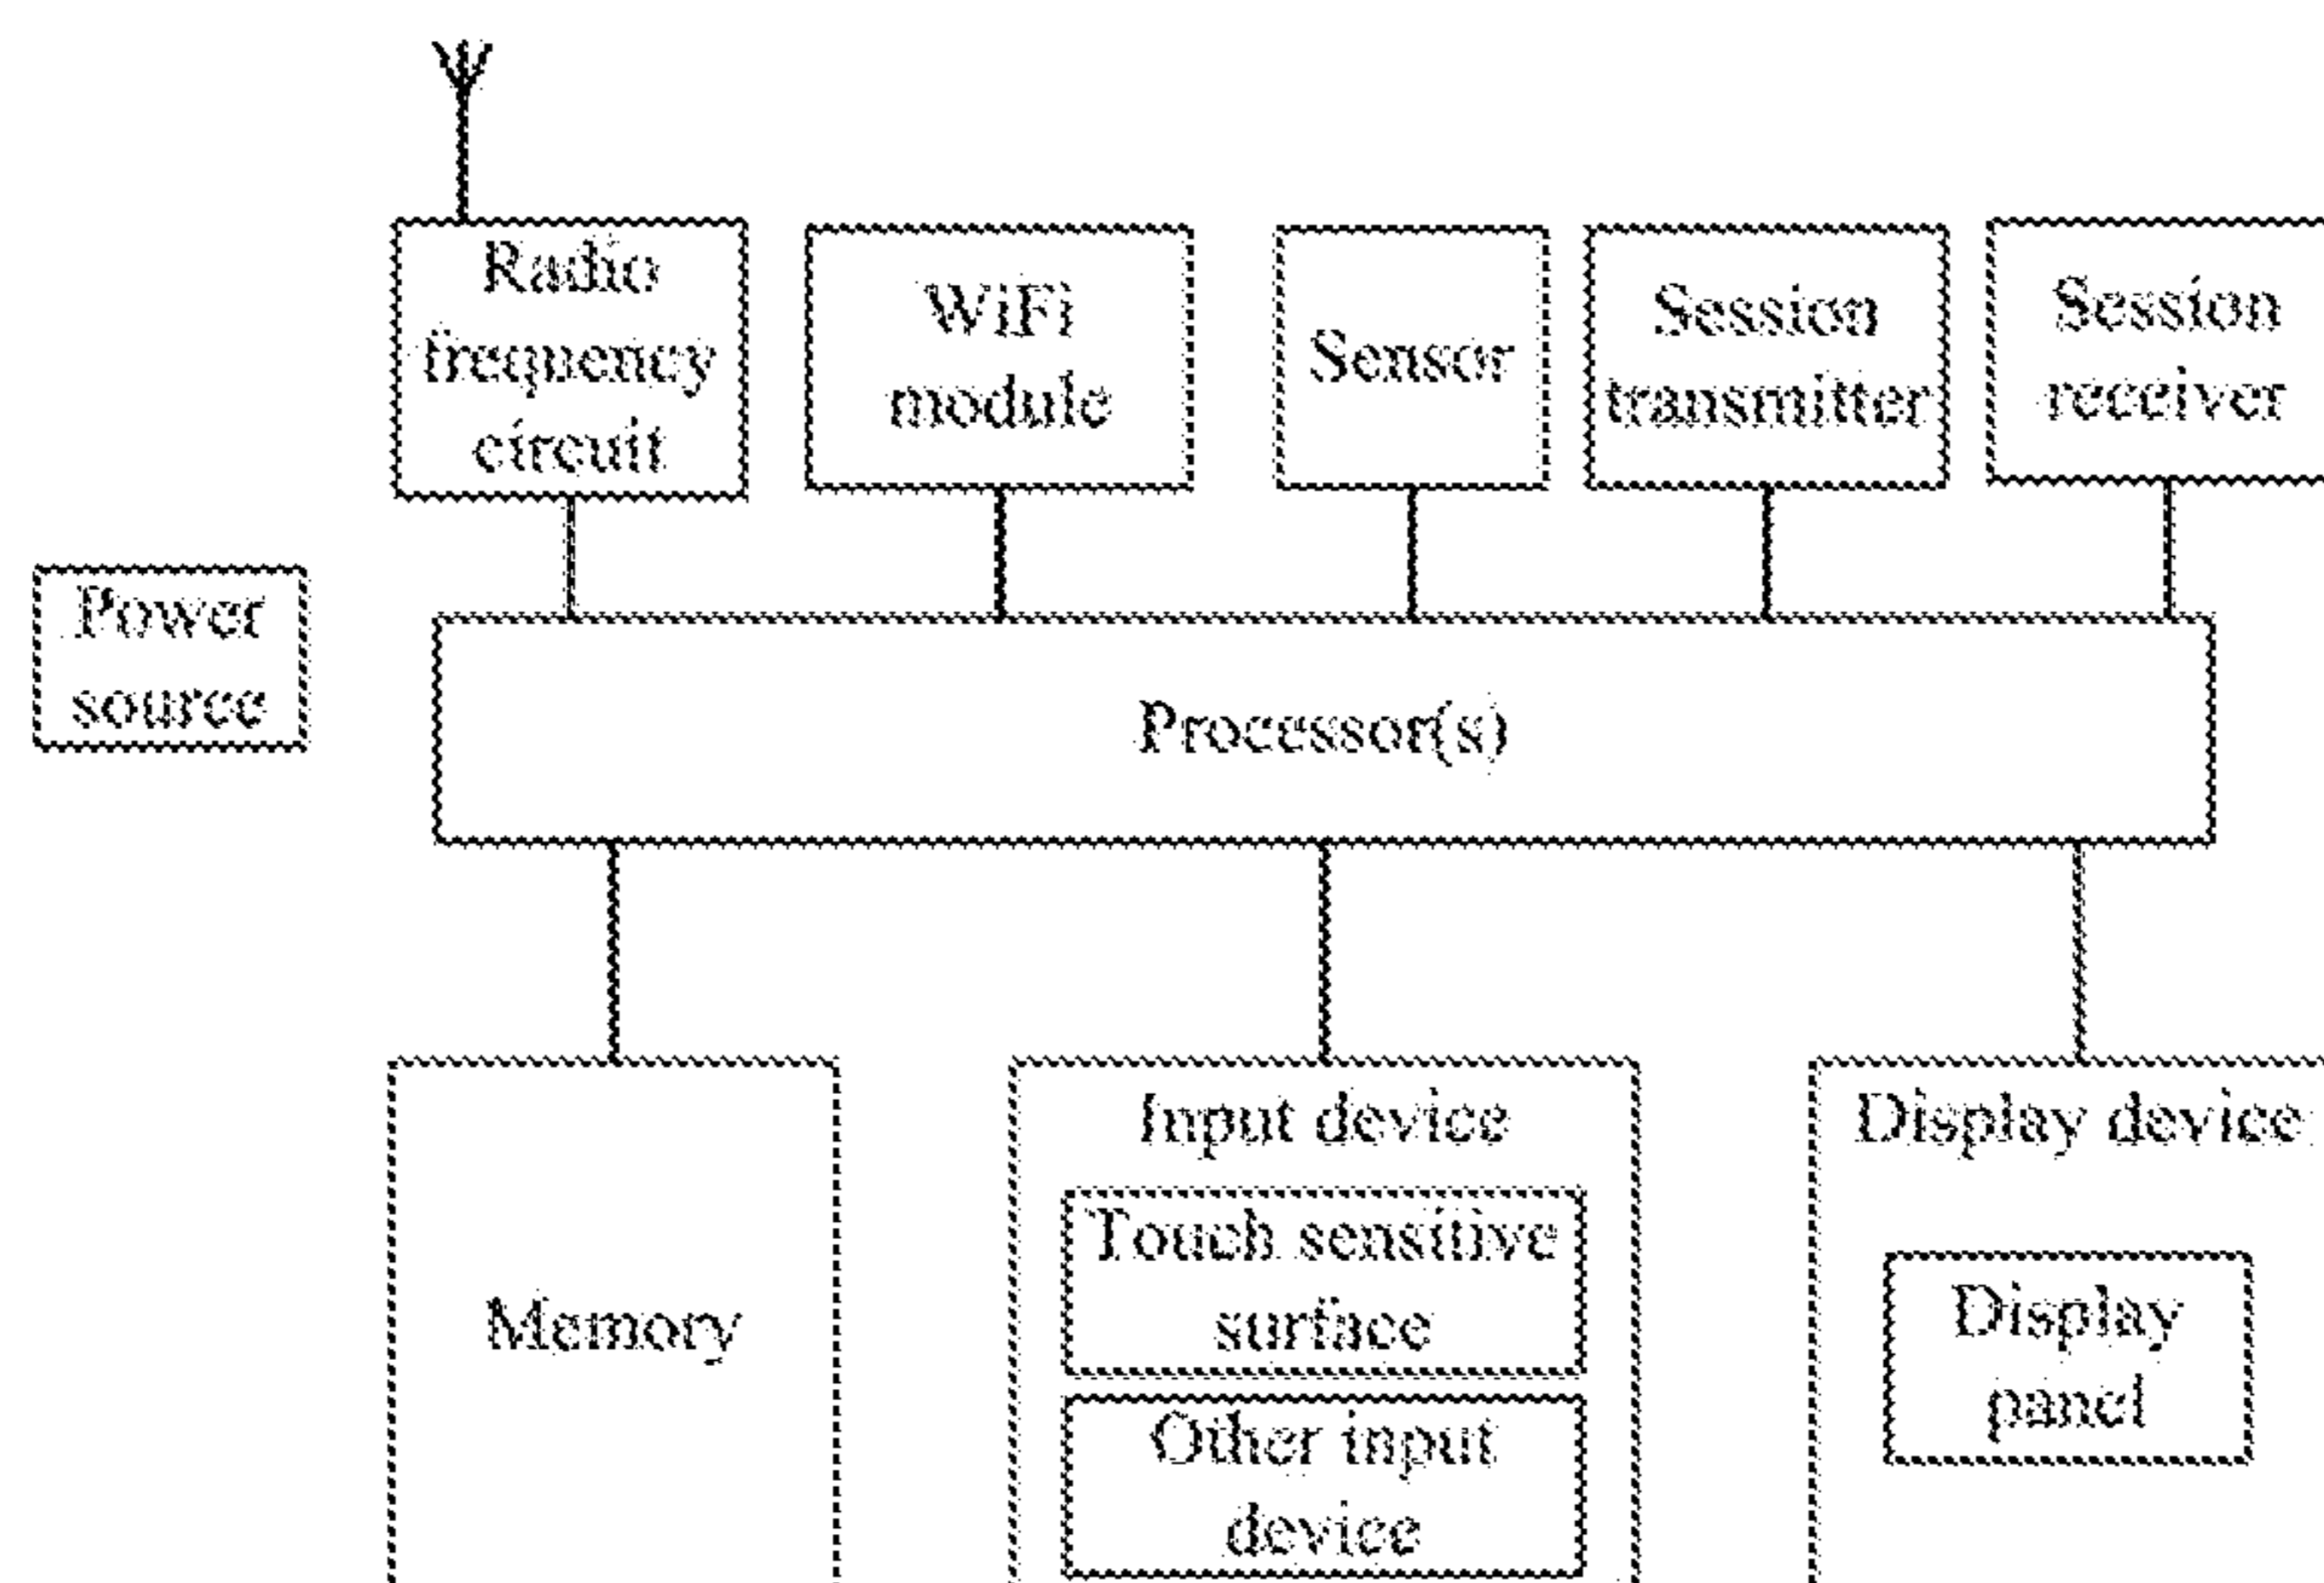 Radio
frequency
circuit
WiFi
module
Sensor
Session
transmitter
Session
receiver
Power
source
Processor(s)
Memory
Input device
Touch sensitive
surface
Other input
device
Display device
Display
panel